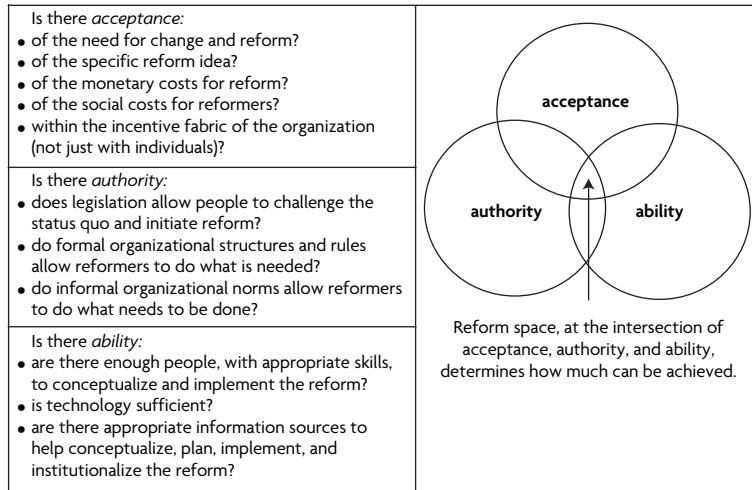 Is there acceptance:
• of the need for change and reform?
• of the specific reform idea?
• of the monetary costs for reform?
• of the social costs for reformers?
• within the incentive fabric of the organization
(not just with individuals)?
Is there authority:
• does legislation allow people to challenge the
status quo and initiate reform?
• do formal organizational structures and rules
allow reformers to do what is needed?
• do informal organizational norms allow reformers
to do what needs to be done?
Is there ability:
• are there enough people, with appropriate skills,
to conceptualize and implement the reform?
• is technology sufficient?
• are there appropriate information sources to
help conceptualize, plan, implement, and
institutionalize the reform?
acceptance
authority
ability
Reform space, at the intersection of
acceptance, authority, and ability,
determines how much can be achieved.